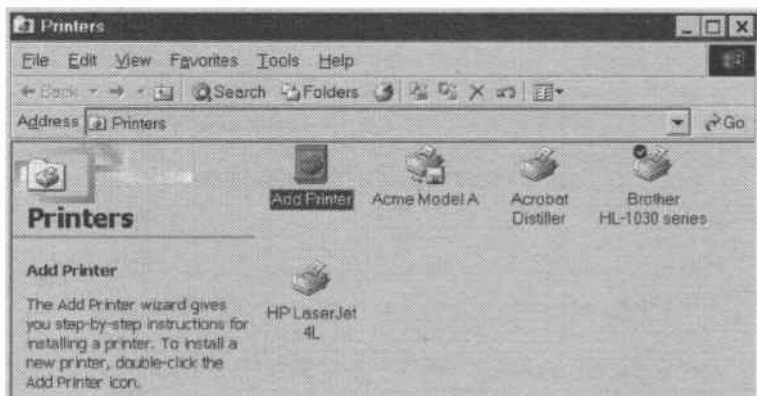 Printers
File Edit View Favorites Tools Help
Back Search Folders
Address Printers Go
Add Printer Acme Model A Acrobat Distiller Brother HL-1030 series
Printers
Add Printer
The Add Printer wizard gives
you step-by-step instructions for
installing a printer. To install a
new printer, double-click the
Add Printer icon.
HP LaserJet
4L